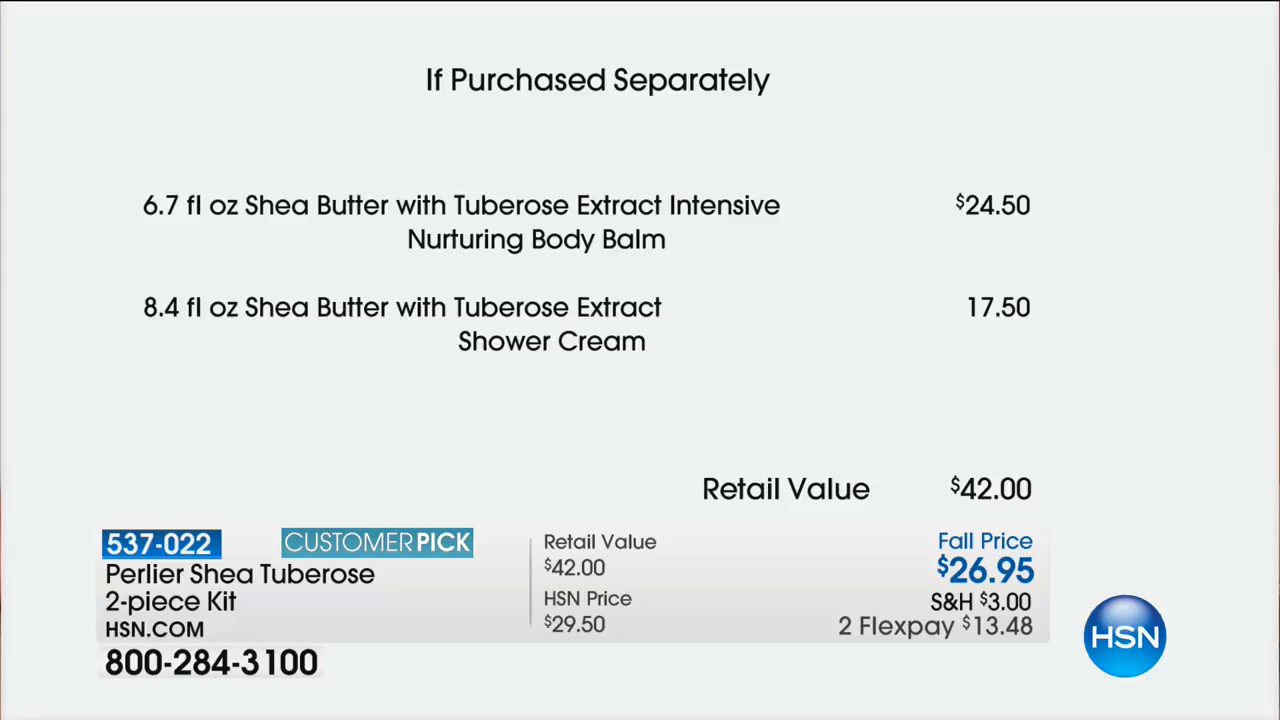 If Purchased Separately
6.7 fl oz Shea Butter with Tuberose Extract Intensive $24.50
Nurturing Body Balm
8.4 fl oz Shea Butter with Tuberose Extract 17.50
Shower Cream
Retail Value $42.00
537-022 CUSTOMER PICK
Perlier Shea Tuberose
2-piece Kit
HSN.COM
800-284-3100
Retail Value
$42.00
HSN Price
$29.50
Fall Price
$26.95
S&H $3.00
2 Flexpay $13.48
HSN